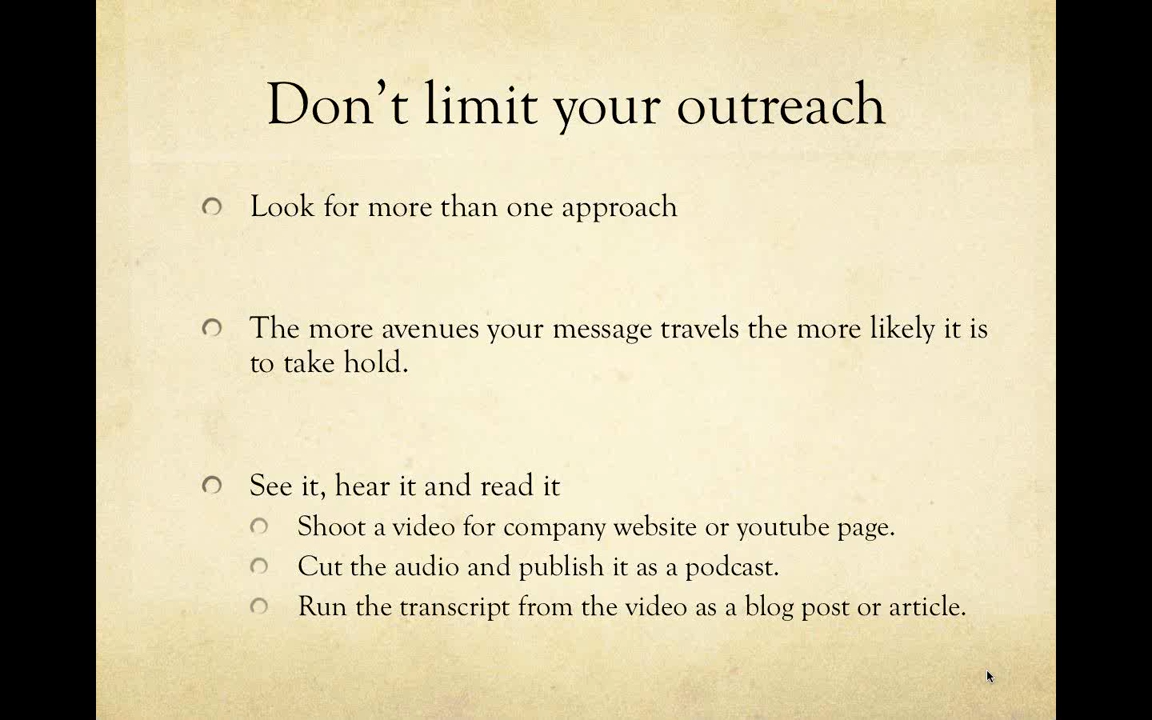 Don’t limit your outreach
Look for more than one approach
The more avenues your message travels the more likely it is
to take hold.
See it, hear it and read it
Shoot a video for company website or youtube page.
Cut the audio and publish it as a podcast.
Run the transcript from the video as a blog post or article.